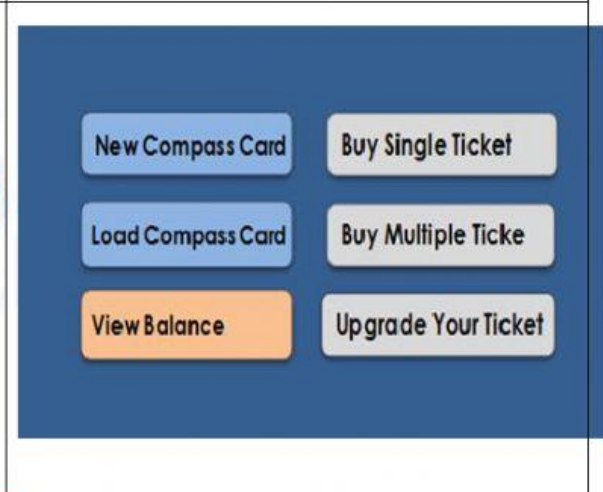 New Compass Card
Buy Single Ticket
Load Compass Card
Buy Multiple Ticke
View Balance
Upgrade Your Ticket